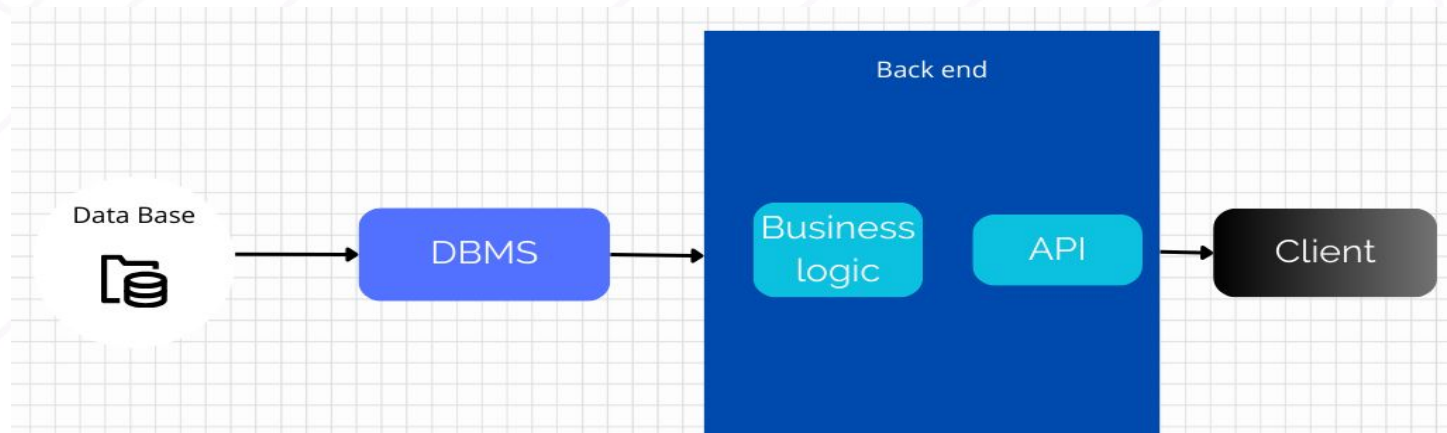 Back end
Data Base
DBMS
Business
logic
API
Client